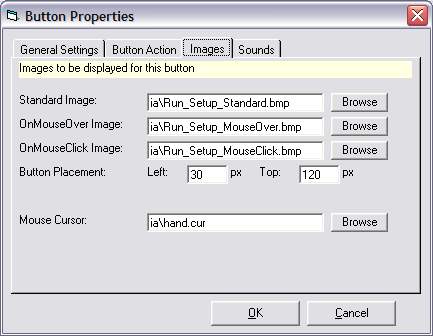 Button Properties
General Settings Button Action Images Sounds
Images to be displayed for this button
Standard Image: ia\Run_Setup_Standard.bmp Browse
OnMouseOver Image: ia\Run_Setup_MouseOver.bmp Browse
OnMouseClick Image: ia\Run_Setup_MouseClick.bmp Browse
Button Placement: Left: 30 px Top: 120 px
Mouse Cursor: ia\hand.cur Browse
OK Cancel